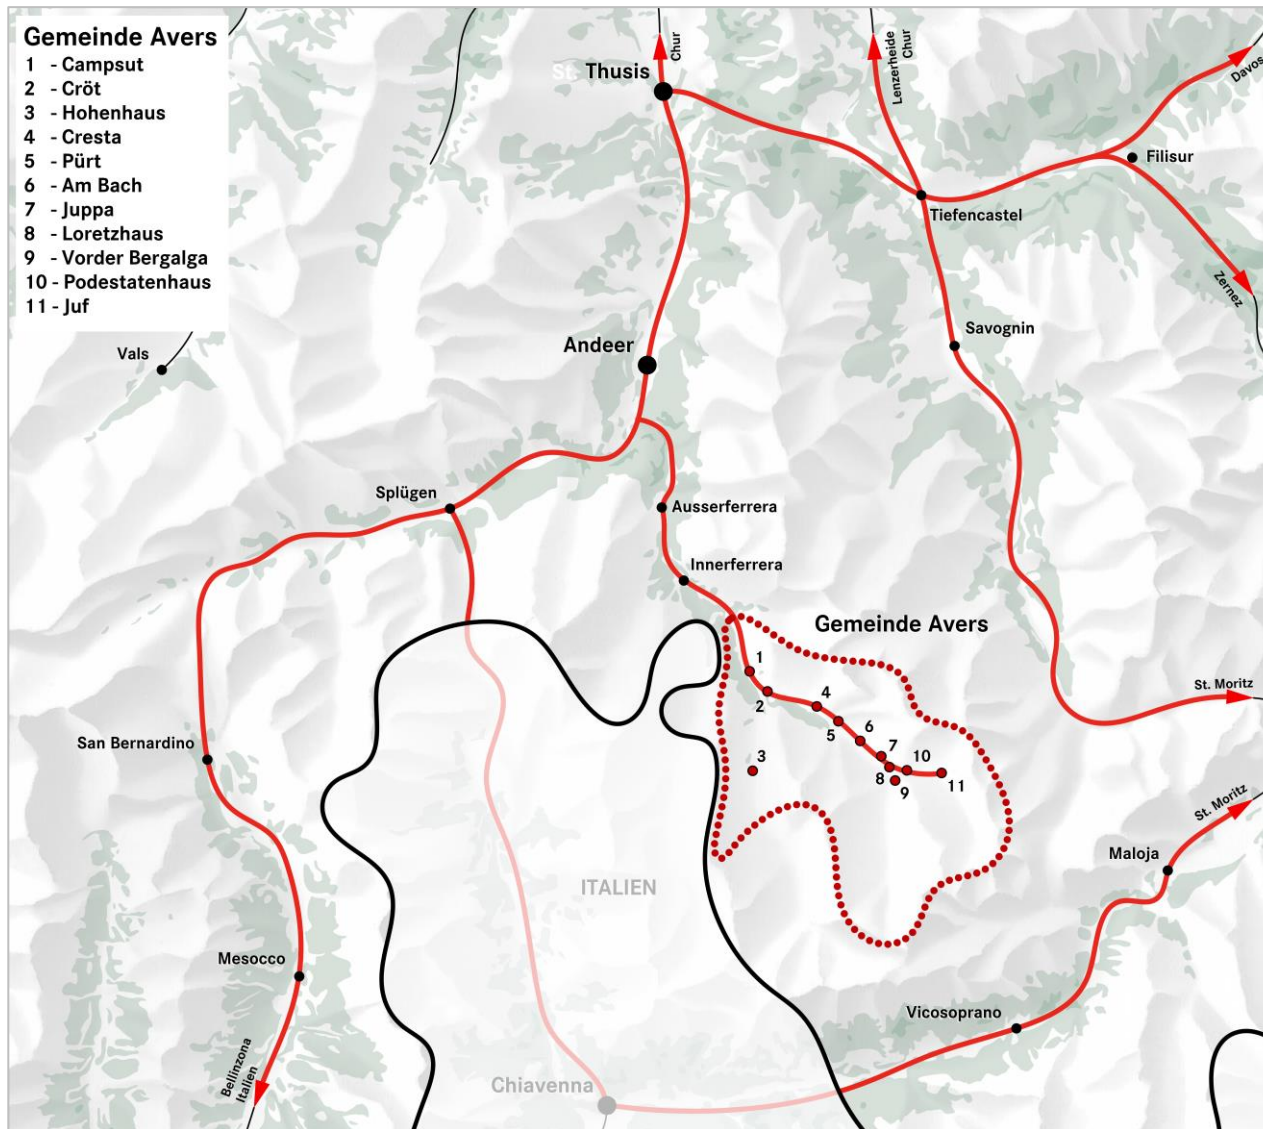 Gemeinde Avers
1 - Campsut
2 - Cröt
3 - Hohenhaus
4 - Cresta
5 - Pürt
6 - Am Bach
7 - Juppa
8 - Loretzhaus
9 - Vorder Bergalga
10 - Podestatenhaus
11 - Juf
Chur
St.
Thusis
Lenzerheide
Chur
Davos
Filisur
Tiefencastel
Zernez
Savognin
Vals
Andeer
Splügen
Ausserferrera
Innerferrera
Gemeinde Avers
1
2
4
5
6
7
3
8
10
9
11
St. Moritz
San Bernardino
St. Moritz
Maloja
ITALIEN
Mesocco
Vicosoprano
Bellinzona
Italien
Chiavenna